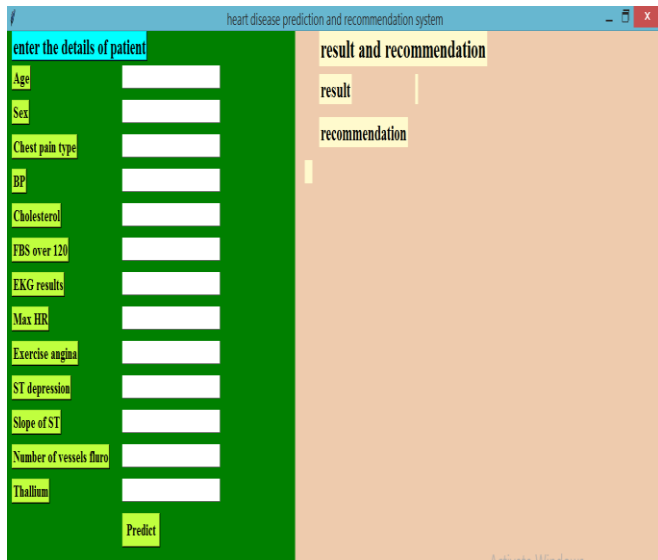 heart disease prediction and recommendation system
enter the details of patient
Age
Sex
Chest pain type
BP
Cholesterol
FBS over 120
EKG results
Max HR
Exercise angina
ST depression
Slope of ST
Number of vessels fluro
Thallium
Predict
result and recommendation
result
recommendation
Activate Windows